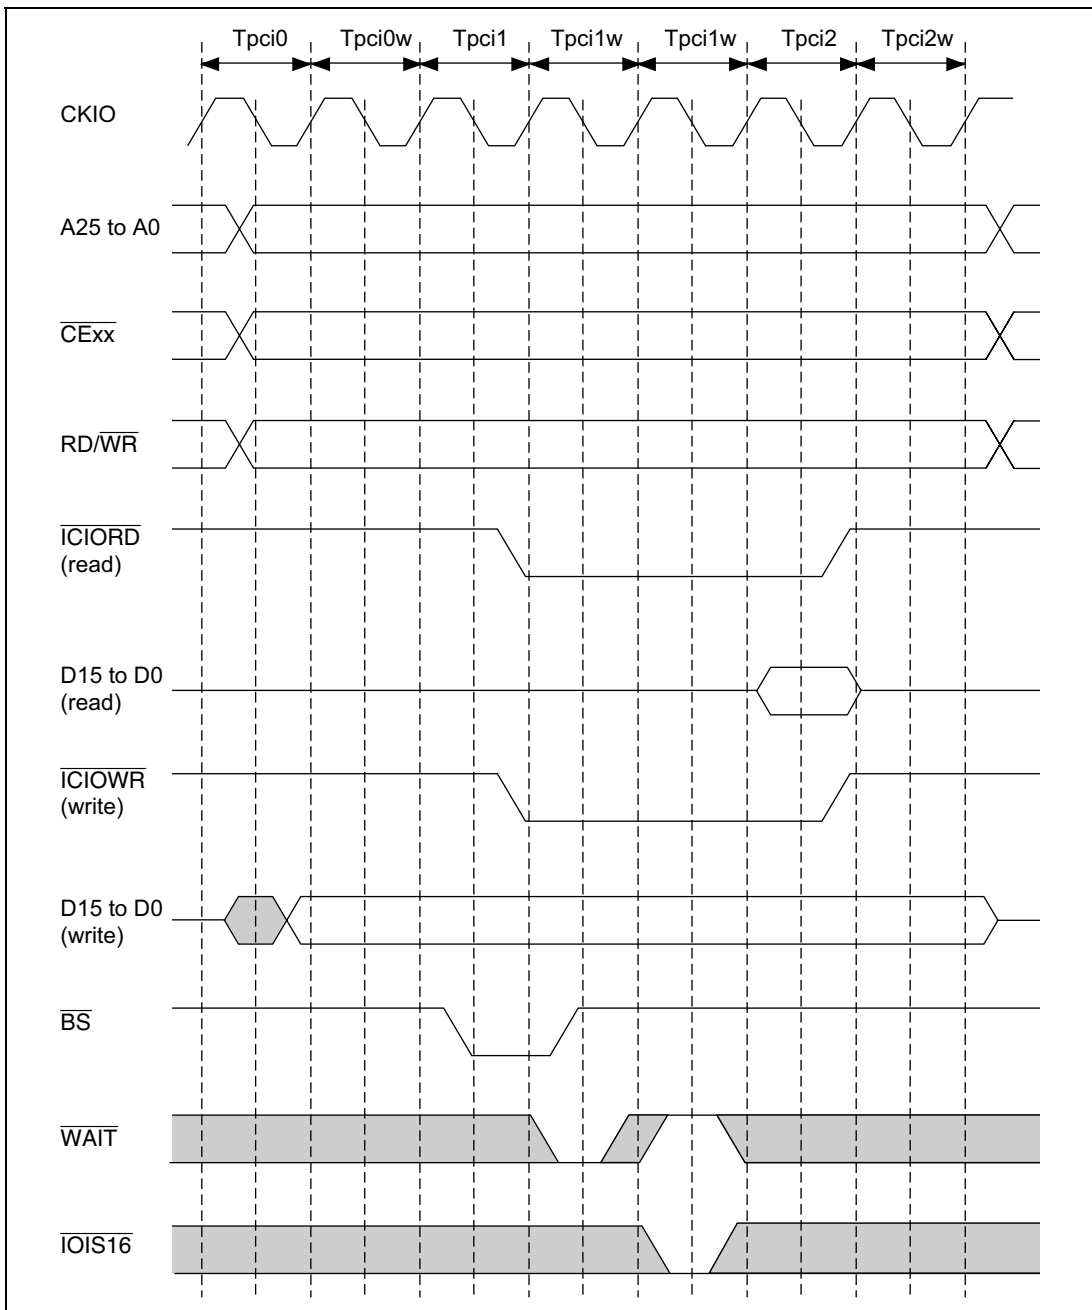 Tpci0 Tpci0w Tpci1 Tpci1w Tpci1w Tpci2 Tpci2w
CKIO
A25 to A0
CExx
RD/WR
ICIORD
(read)
D15 to D0
(read)
ICIOWR
(write)
D15 to D0
(write)
BS
WAIT
IOIS16